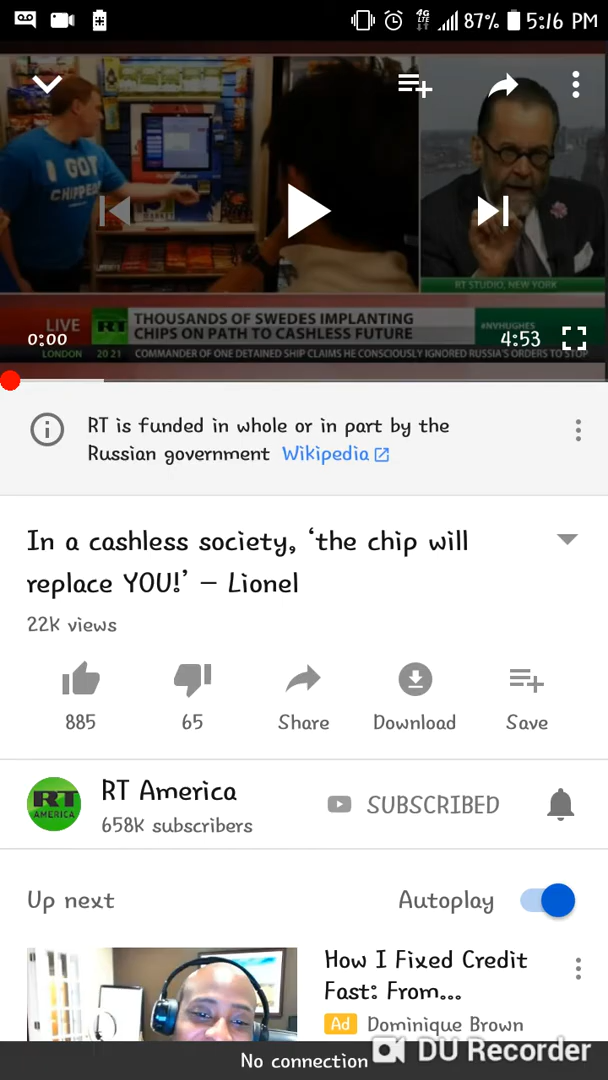 4G LTE 87% 5:16 PM
I GOT
CHIPPED
RT STUDIO, NEW YORK
LIVE RT THOUSANDS OF SWEDES IMPLANTING
CHIPS ON PATH TO CASHLESS FUTURE
#NVHUGHES
0:00 4:53
LONDON 20 21 COMMANDER OF ONE DETAINED SHIP CLAIMS HE CONSCIOUSLY IGNORED RUSSIA'S ORDERS TO STOP
RT is funded in whole or in part by the
Russian government Wikipedia
In a cashless society, ‘the chip will
replace YOU!’ – Lionel
22K views
885 65 Share Download Save
RT AMERICA
RT America SUBSCRIBED
658K subscribers
Up next Autoplay
How I Fixed Credit
Fast: From...
Ad Dominique Brown
No connection DU Recorder